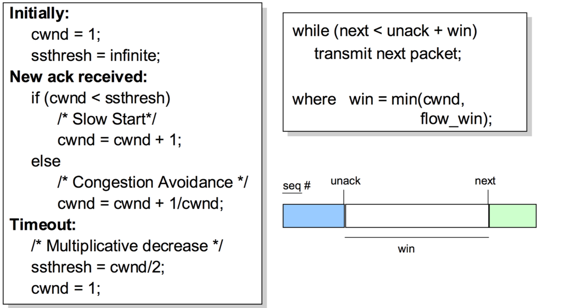 Initially:
cwnd = 1;
ssthresh = infinite;
New ack received:
if (cwnd < ssthresh)
/* Slow Start*/
cwnd = cwnd + 1;
else
/* Congestion Avoidance */
cwnd = cwnd + 1/cwnd;
Timeout:
/* Multiplicative decrease */
ssthresh = cwnd/2;
cwnd = 1;
while (next < unack + win)
transmit next packet;
where win = min(cwnd,
flow_win);
seq # unack next
win